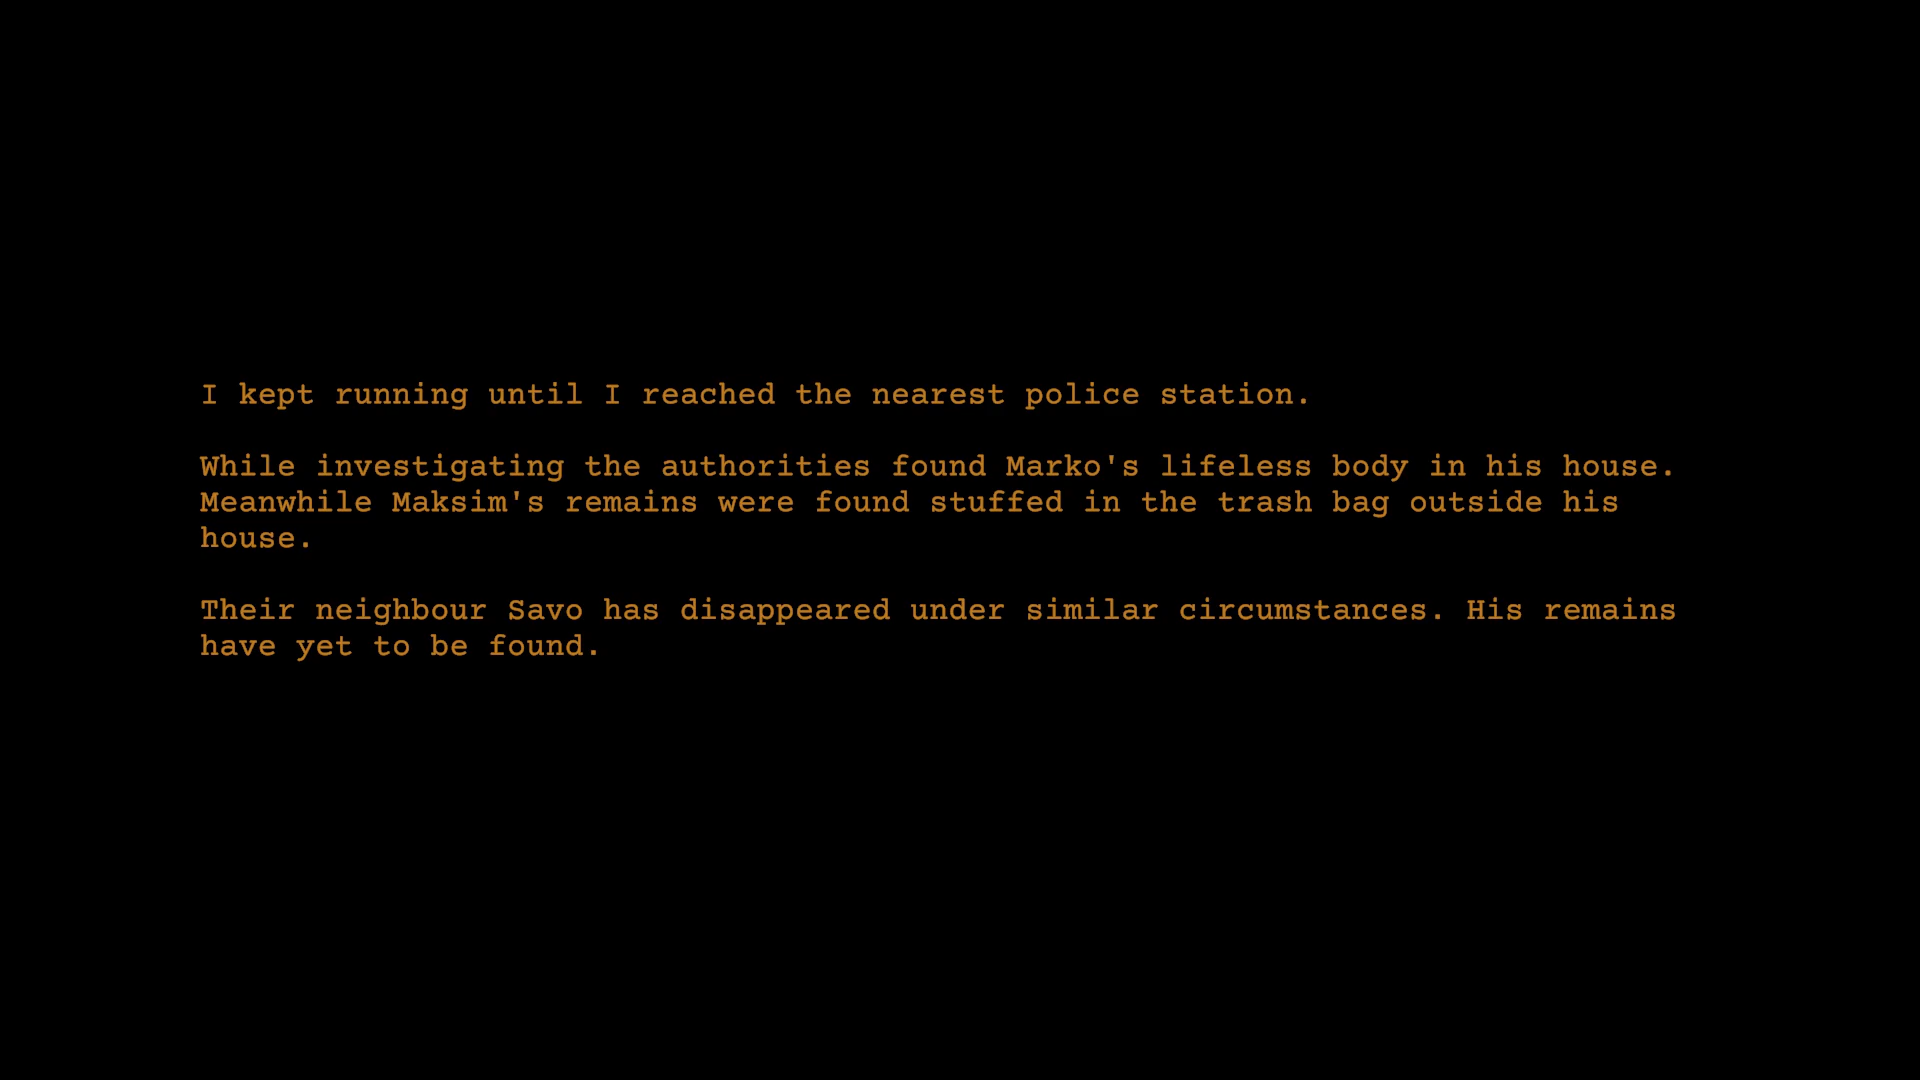 I kept running until I reached the nearest police station.
While investigating the authorities found Marko's lifeless body in his house.
Meanwhile Maksim's remains were found stuffed in the trash bag outside his
house.
Their neighbour Savo has disappeared under similar circumstances. His remains
have yet to be found.